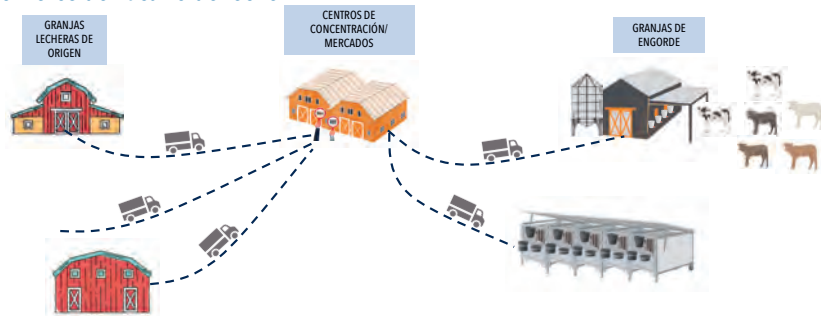 GRANJAS
LECHERAS DE
ORIGEN
CENTROS DE
CONCENTRACIÓN/
MERCADOS
GRANJAS DE
ENGORDE